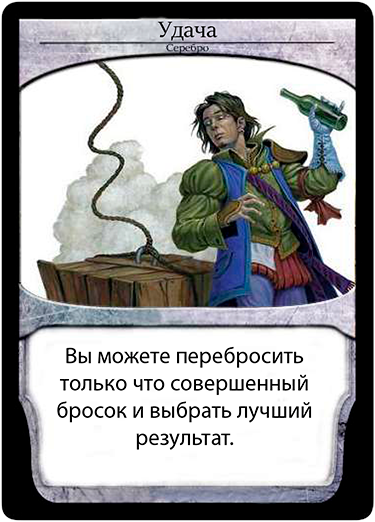 Удача
Серебро
Вы можете перебросить
только что совершенный
бросок и выбрать лучший
результат.